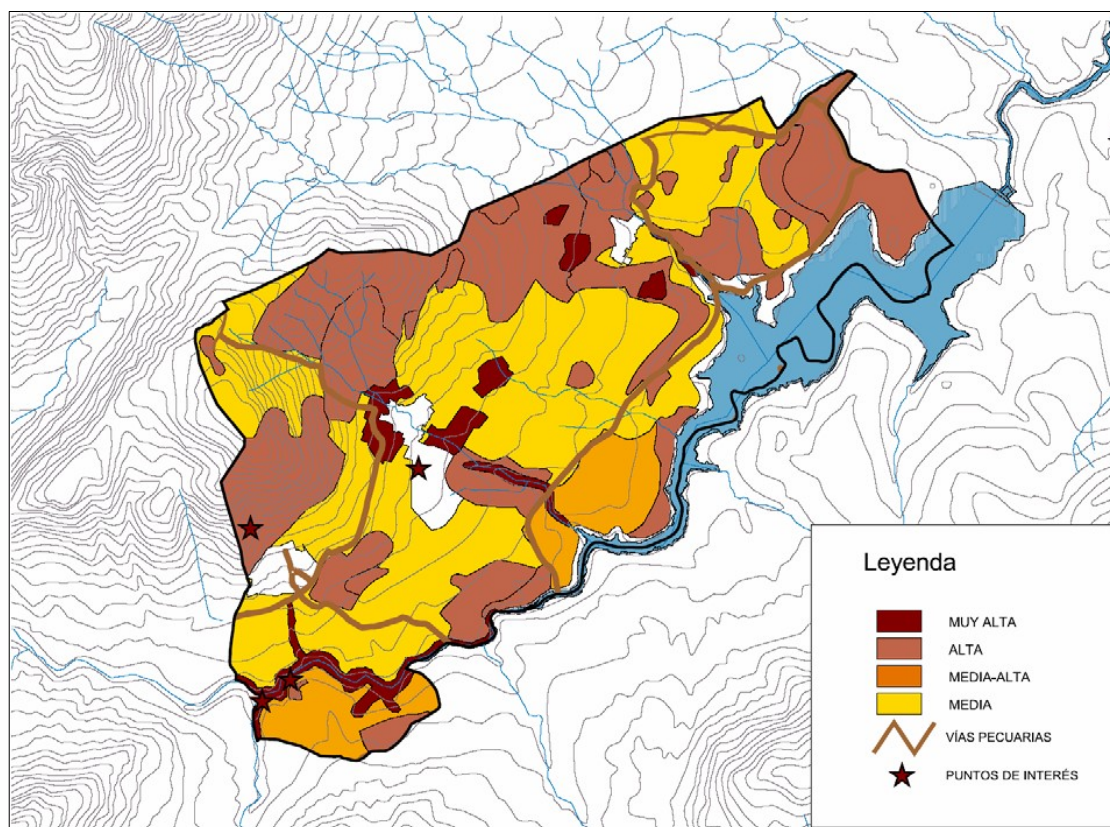 Leyenda
MUY ALTA
ALTA
MEDIA-ALTA
MEDIA
VÍAS PECUARIAS
PUNTOS DE INTERÉS